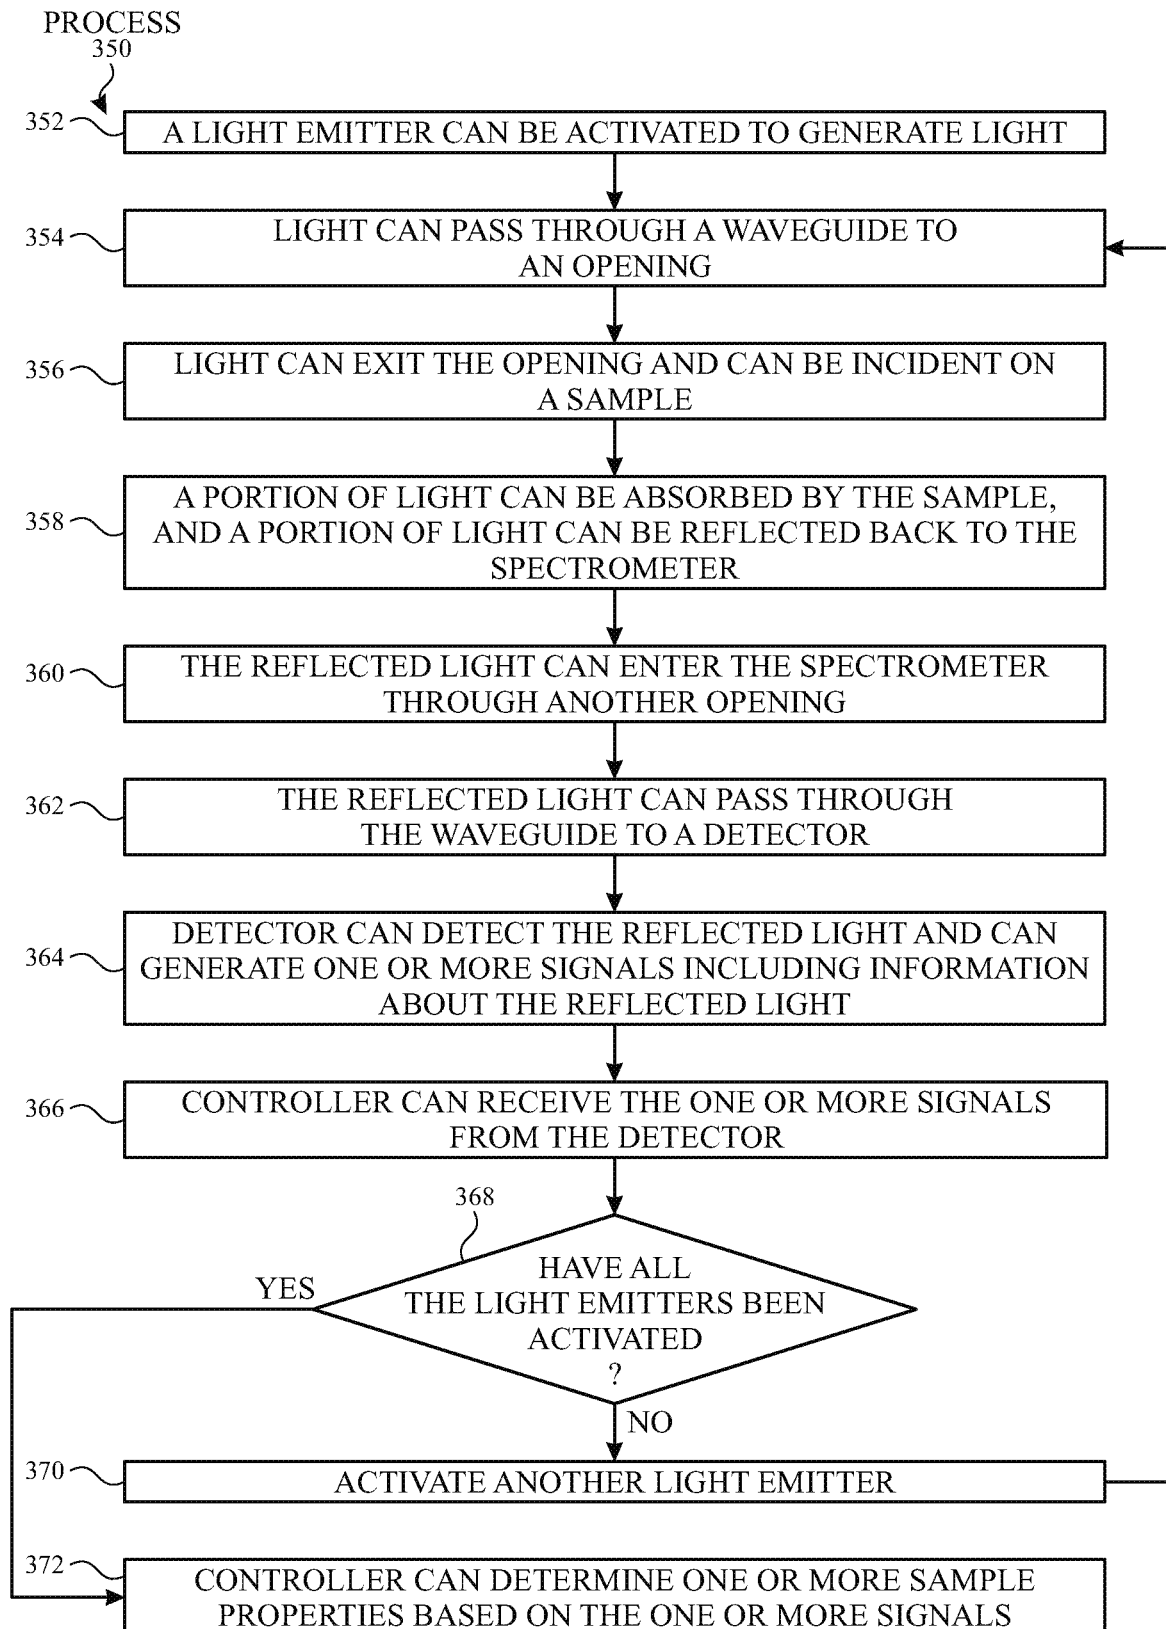 PROCESS
350
352
A LIGHT EMITTER CAN BE ACTIVATED TO GENERATE LIGHT
354
LIGHT CAN PASS THROUGH A WAVEGUIDE TO
AN OPENING
356
LIGHT CAN EXIT THE OPENING AND CAN BE INCIDENT ON
A SAMPLE
358
A PORTION OF LIGHT CAN BE ABSORBED BY THE SAMPLE,
AND A PORTION OF LIGHT CAN BE REFLECTED BACK TO THE
SPECTROMETER
360
THE REFLECTED LIGHT CAN ENTER THE SPECTROMETER
THROUGH ANOTHER OPENING
362
THE REFLECTED LIGHT CAN PASS THROUGH
THE WAVEGUIDE TO A DETECTOR
364
DETECTOR CAN DETECT THE REFLECTED LIGHT AND CAN
GENERATE ONE OR MORE SIGNALS INCLUDING INFORMATION
ABOUT THE REFLECTED LIGHT
366
CONTROLLER CAN RECEIVE THE ONE OR MORE SIGNALS
FROM THE DETECTOR
368
HAVE ALL
THE LIGHT EMITTERS BEEN
ACTIVATED
?
YES
NO
370
ACTIVATE ANOTHER LIGHT EMITTER
372
CONTROLLER CAN DETERMINE ONE OR MORE SAMPLE
PROPERTIES BASED ON THE ONE OR MORE SIGNALS